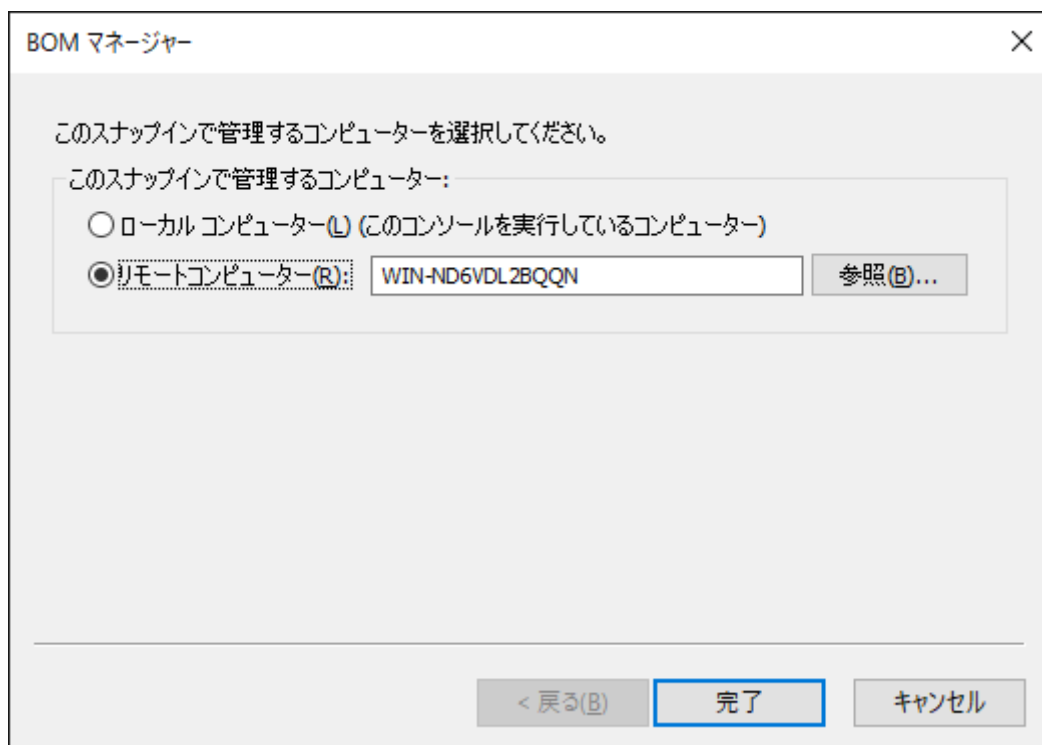 BOM マネージャー
このスナップインで管理するコンピューターを選択してください。
このスナップインで管理するコンピューター:
ローカル コンピューター(L) (このコンソールを実行しているコンピューター)
リモートコンピューター(R): WIN-ND6VDL2BQQN 参照(B)...
< 戻る(B) 完了 キャンセル